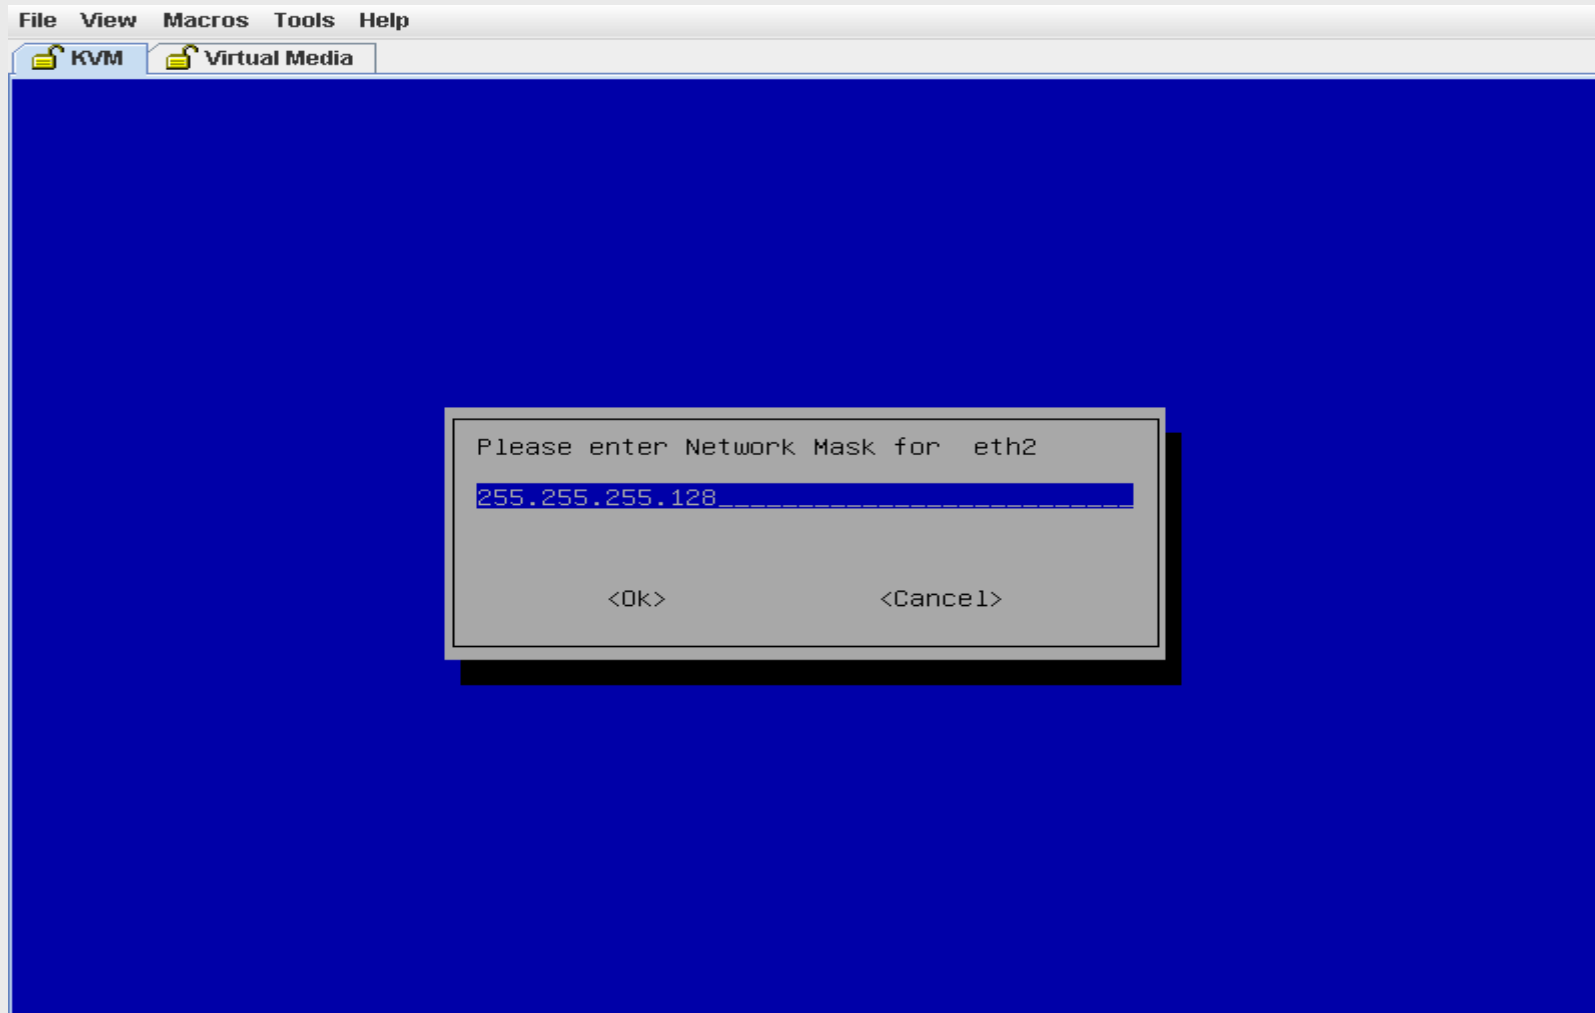 File View Macros Tools Help
KVM Virtual Media
Please enter Network Mask for eth2
255.255.255.128_________________________
<Ok> <Cancel>